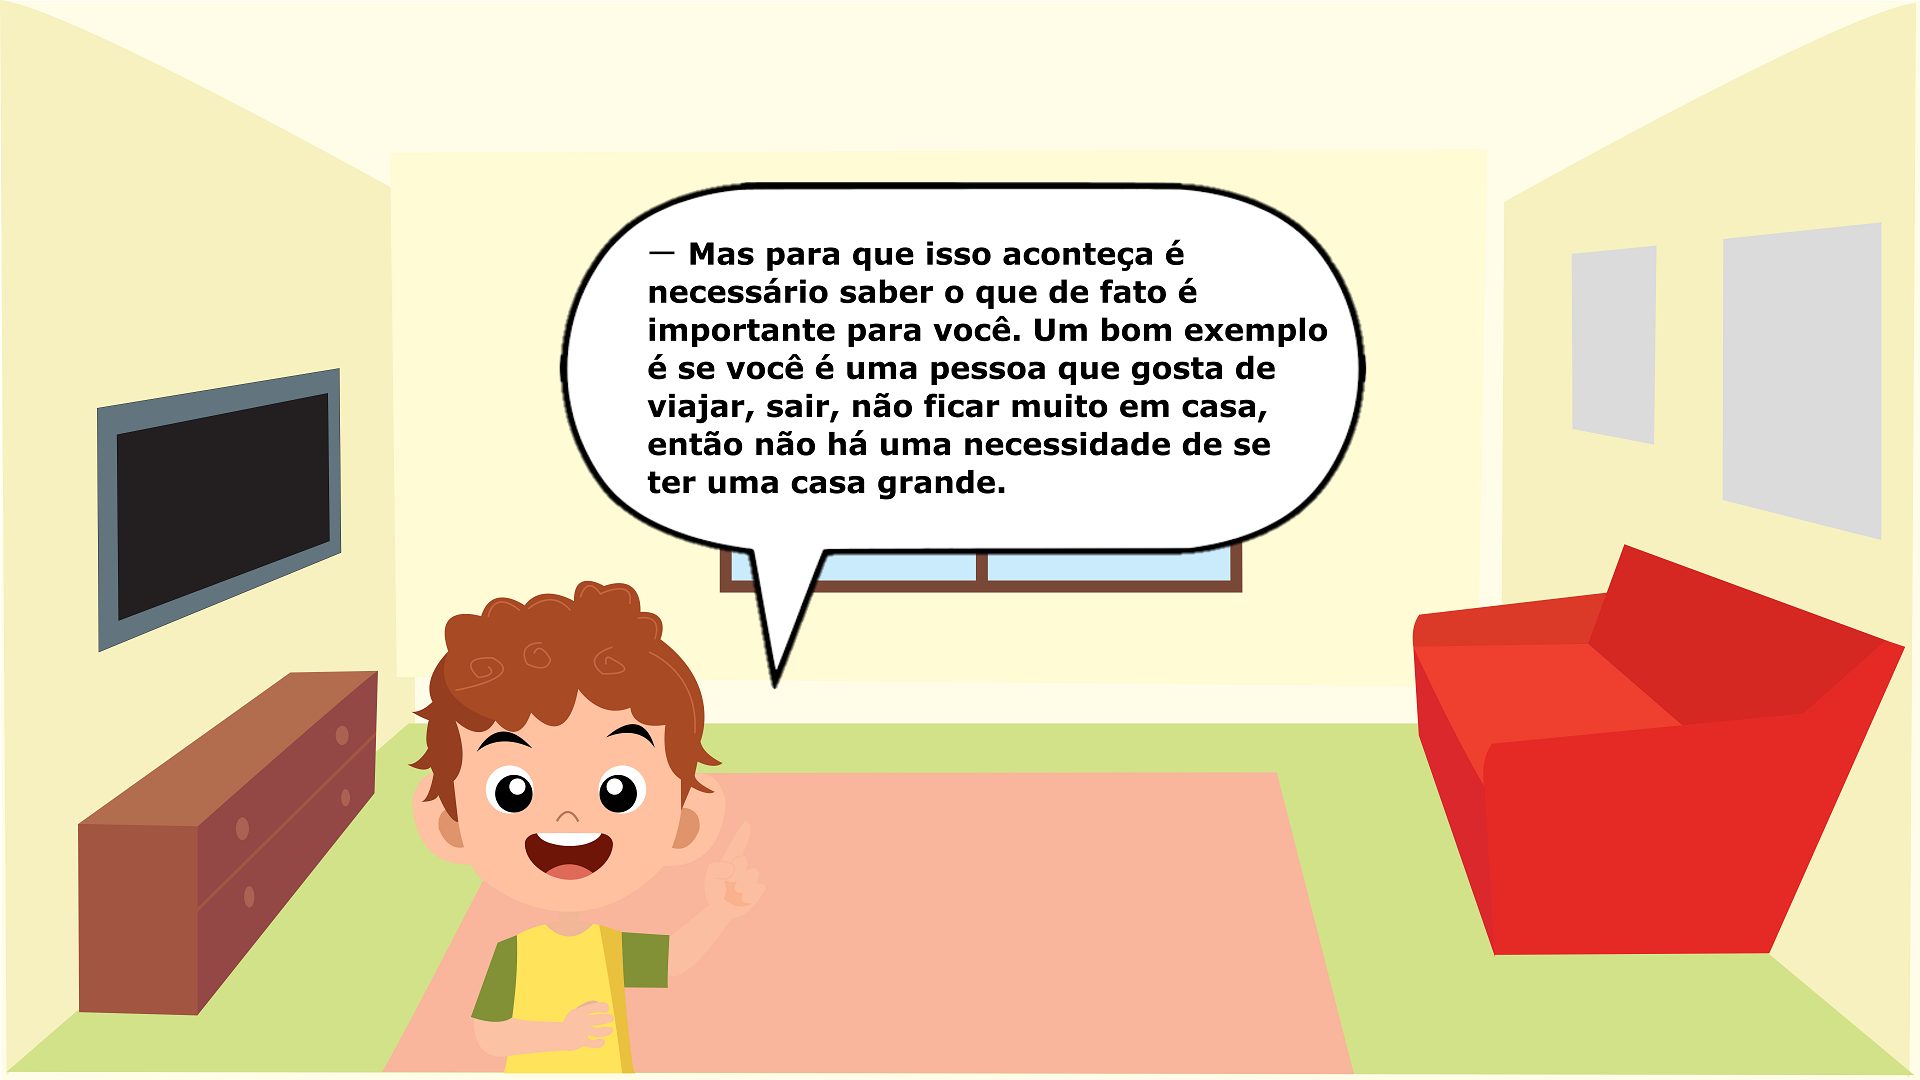 — Mas para que isso aconteça é
necessário saber o que de fato é
importante para você. Um bom exemplo
é se você é uma pessoa que gosta de
viajar, sair, não ficar muito em casa,
então não há uma necessidade de se
ter uma casa grande.